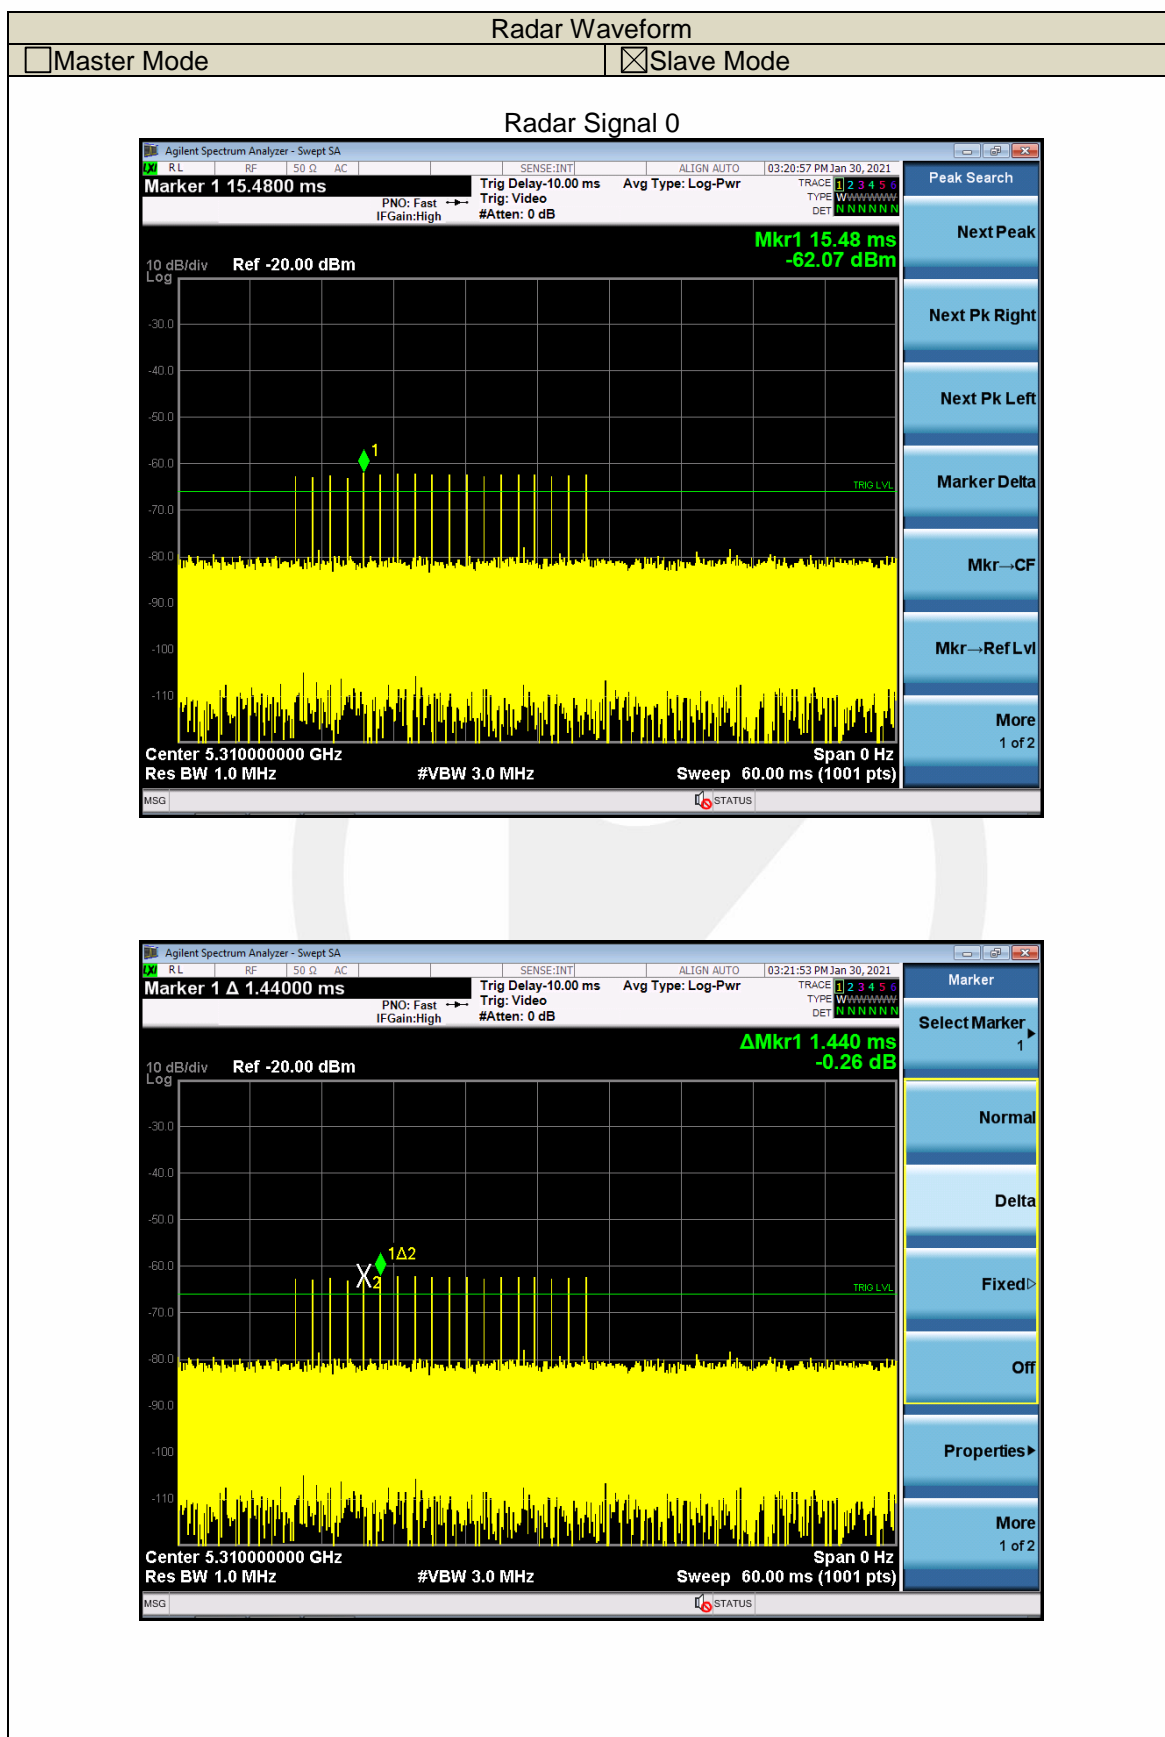 Radar Waveform
☐Master Mode ☒Slave Mode
Radar Signal 0
Agilent Spectrum Analyzer - Swept SA
LXI RL RF 50 Ω AC SENSE:INT ALIGN AUTO 03:20:57 PM Jan 30, 2021
Marker 1 15.4800 ms
PNO: Fast
IFGain:High
Trig Delay-10.00 ms
Trig: Video
#Atten: 0 dB
Avg Type: Log-Pwr
TRACE 1 2 3 4 5 6
TYPE WWWWWW
DET N N N N N N
Mkr1 15.48 ms
-62.07 dBm
10 dB/div Ref -20.00 dBm
Log
-30.0
-40.0
-50.0
1
-60.0
TRIG LVL
-70.0
-80.0
-90.0
-100
-110
Center 5.310000000 GHz Span 0 Hz
Res BW 1.0 MHz #VBW 3.0 MHz Sweep 60.00 ms (1001 pts)
MSG STATUS
Peak Search
Next Peak
Next Pk Right
Next Pk Left
Marker Delta
Mkr→CF
Mkr→Ref Lvl
More
1 of 2
Agilent Spectrum Analyzer - Swept SA
LXI RL RF 50 Ω AC SENSE:INT ALIGN AUTO 03:21:53 PM Jan 30, 2021
Marker 1 Δ 1.44000 ms
PNO: Fast
IFGain:High
Trig Delay-10.00 ms
Trig: Video
#Atten: 0 dB
Avg Type: Log-Pwr
TRACE 1 2 3 4 5 6
TYPE WWWWWW
DET N N N N N N
ΔMkr1 1.440 ms
-0.26 dB
10 dB/div Ref -20.00 dBm
Log
-30.0
-40.0
-50.0
1Δ2
-60.0
2
TRIG LVL
-70.0
-80.0
-90.0
-100
-110
Center 5.310000000 GHz Span 0 Hz
Res BW 1.0 MHz #VBW 3.0 MHz Sweep 60.00 ms (1001 pts)
MSG STATUS
Marker
Select Marker
1
Normal
Delta
Fixed
Off
Properties
More
1 of 2